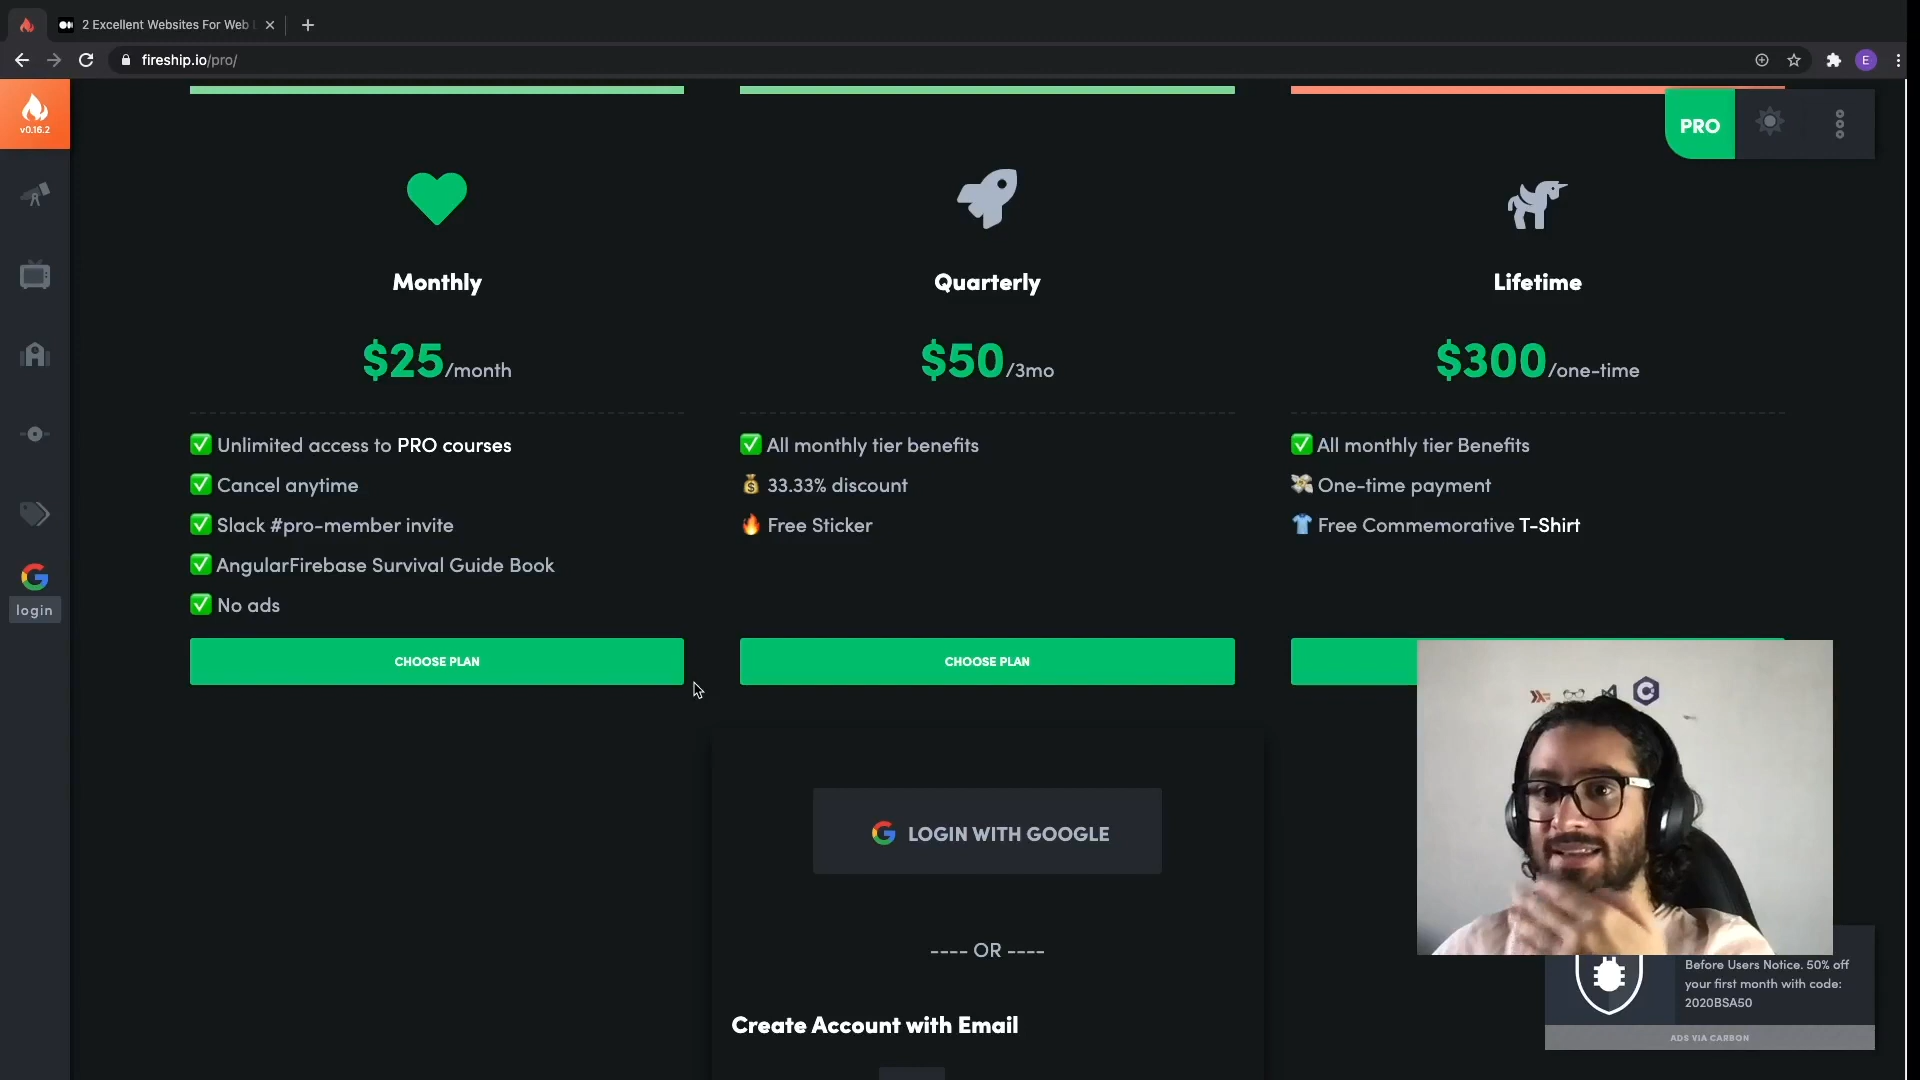 2 Excellent Websites For Web
fireship.io/pro/
E
v0.16.2
PRO
Monthly
$25/month
✅ Unlimited access to PRO courses
✅ Cancel anytime
✅ Slack #pro-member invite
✅ AngularFirebase Survival Guide Book
✅ No ads
CHOOSE PLAN
Quarterly
$50/3mo
✅ All monthly tier benefits
💰 33.33% discount
🔥 Free Sticker
CHOOSE PLAN
Lifetime
$300/one-time
✅ All monthly tier Benefits
💸 One-time payment
👕 Free Commemorative T-Shirt
login
LOGIN WITH GOOGLE
---- OR ----
Create Account with Email
Before Users Notice. 50% off
your first month with code:
2020BSA50
ADS VIA CARBON